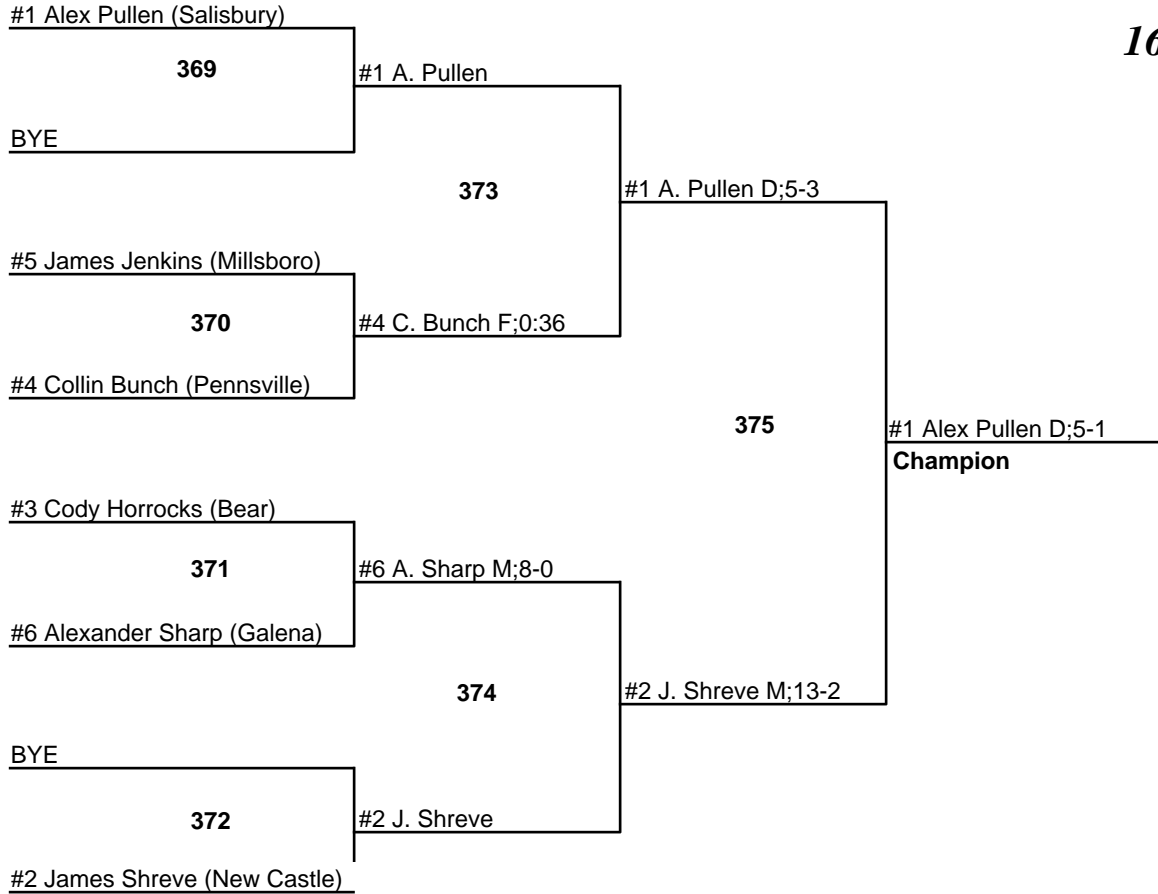 #1 Alex Pullen (Salisbury)
16
369
#1 A. Pullen
BYE
373
#1 A. Pullen D;5-3
#5 James Jenkins (Millsboro)
370
#4 C. Bunch F;0:36
#4 Collin Bunch (Pennsville)
375
#1 Alex Pullen D;5-1
Champion
#3 Cody Horrocks (Bear)
371
#6 A. Sharp M;8-0
#6 Alexander Sharp (Galena)
374
#2 J. Shreve M;13-2
BYE
372
#2 J. Shreve
#2 James Shreve (New Castle)